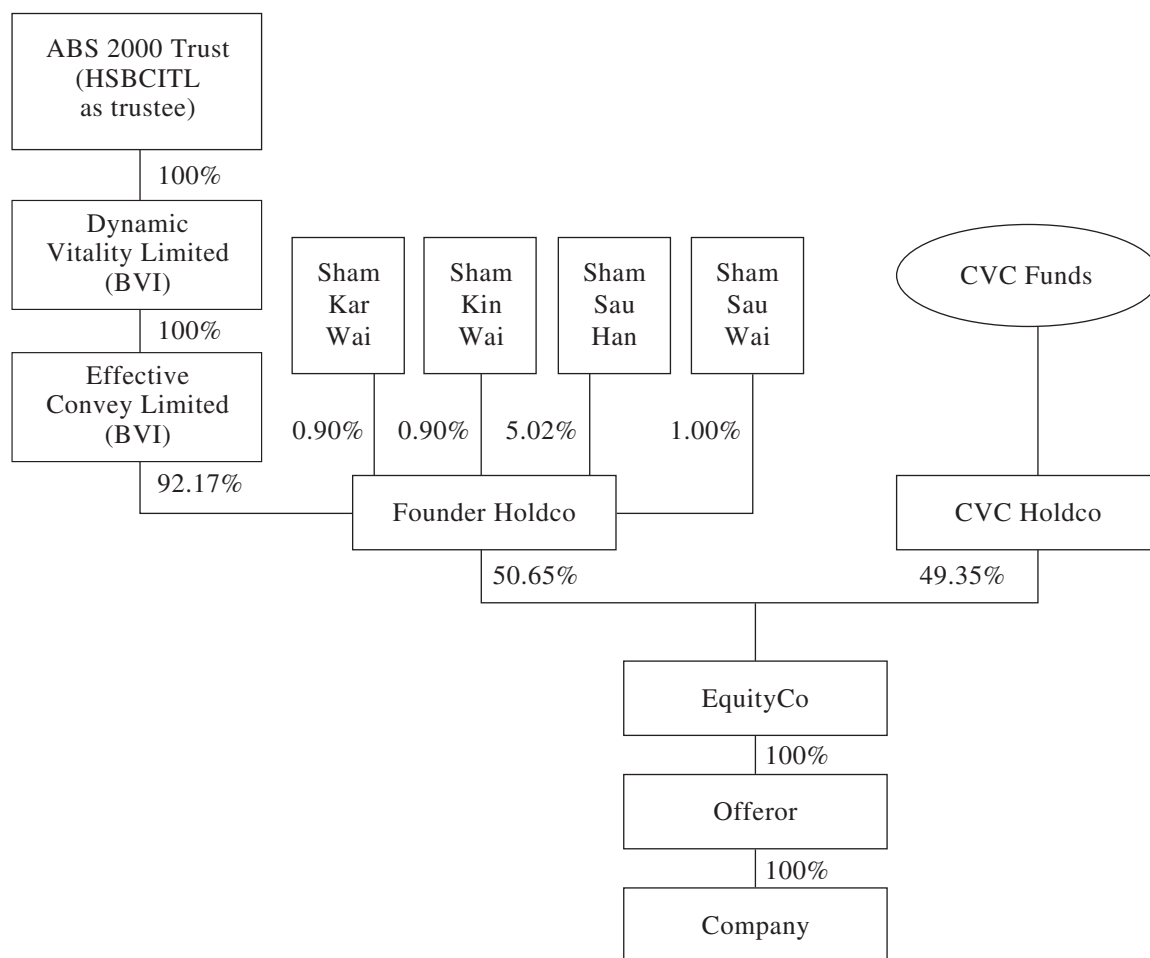 ABS 2000 Trust
(HSBCITL
as trustee)
100%
Dynamic
Vitality Limited
(BVI)
100%
Effective
Convey Limited
(BVI)
92.17%
Sham
Kar
Wai
0.90%
Sham
Kin
Wai
0.90%
Sham
Sau
Han
5.02%
Sham
Sau
Wai
1.00%
CVC Funds
Founder Holdco
CVC Holdco
50.65%
49.35%
EquityCo
100%
Offeror
100%
Company